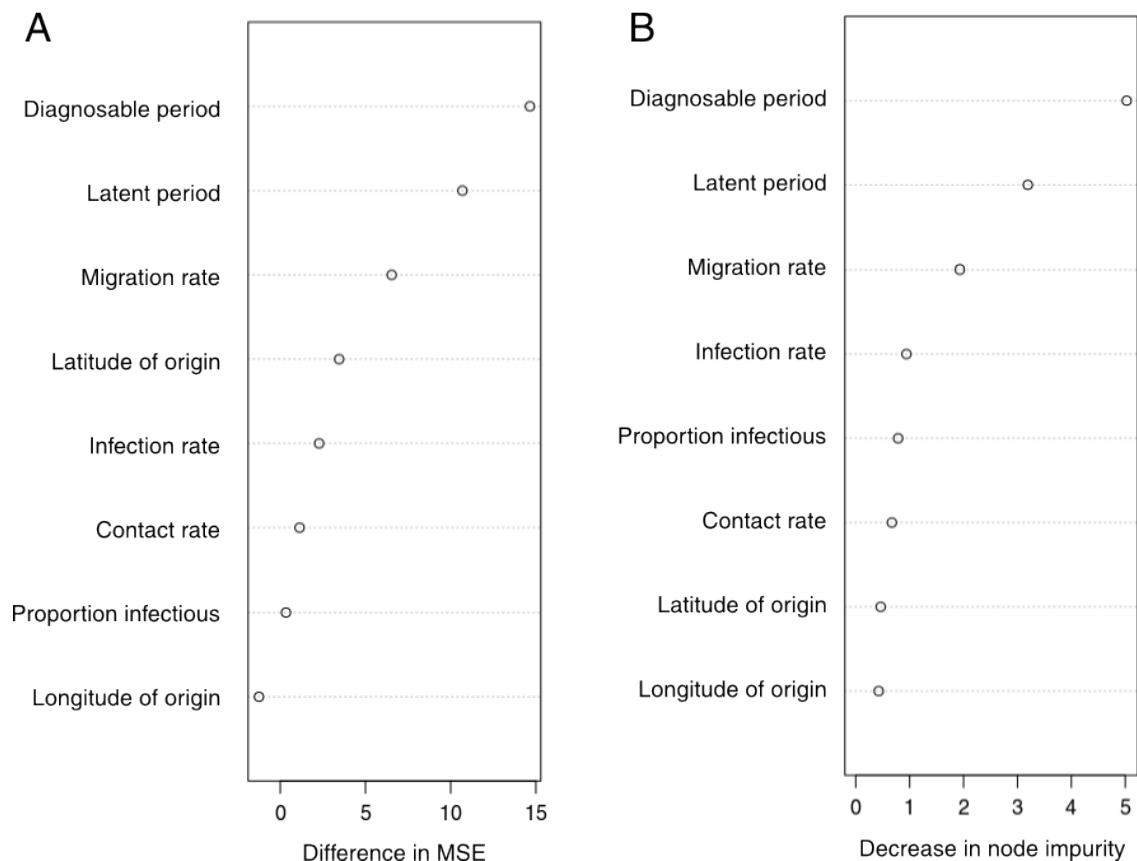 A
Diagnosable period
Latent period
Migration rate
Latitude of origin
Infection rate
Contact rate
Proportion infectious
Longitude of origin
0 5 10 15
Difference in MSE
B
Diagnosable period
Latent period
Migration rate
Infection rate
Proportion infectious
Contact rate
Latitude of origin
Longitude of origin
0 1 2 3 4 5
Decrease in node impurity